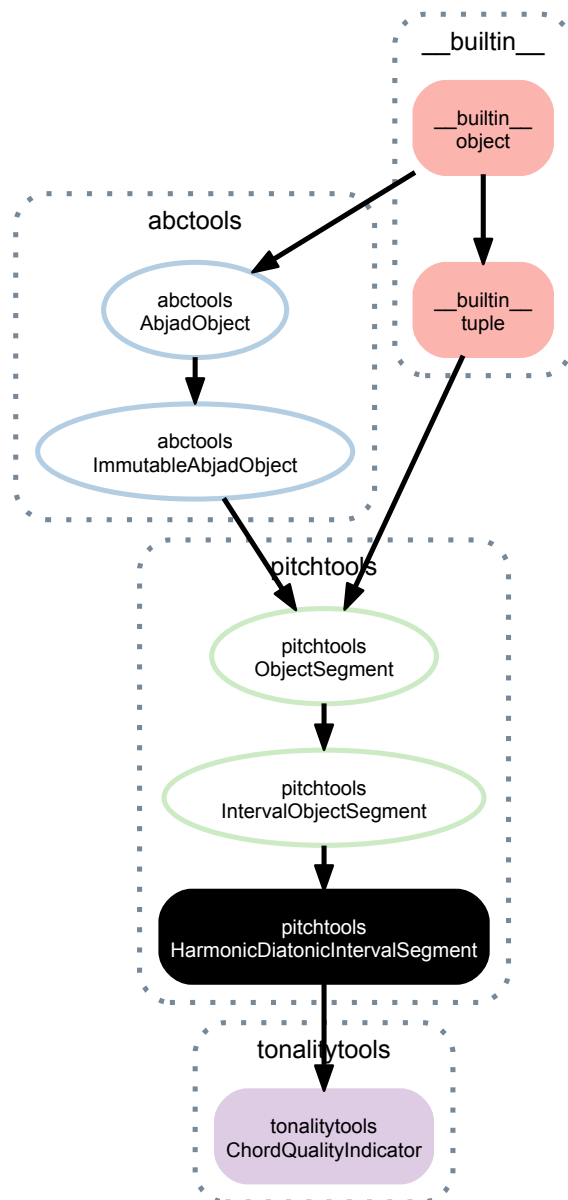 __builtin__
__builtin__
object
abctools
abctools
AbjadObject
__builtin__
tuple
abctools
ImmutableAbjadObject
pitchtools
pitchtools
ObjectSegment
pitchtools
IntervalObjectSegment
pitchtools
HarmonicDiatonicIntervalSegment
tonalitytools
tonalitytools
ChordQualityIndicator